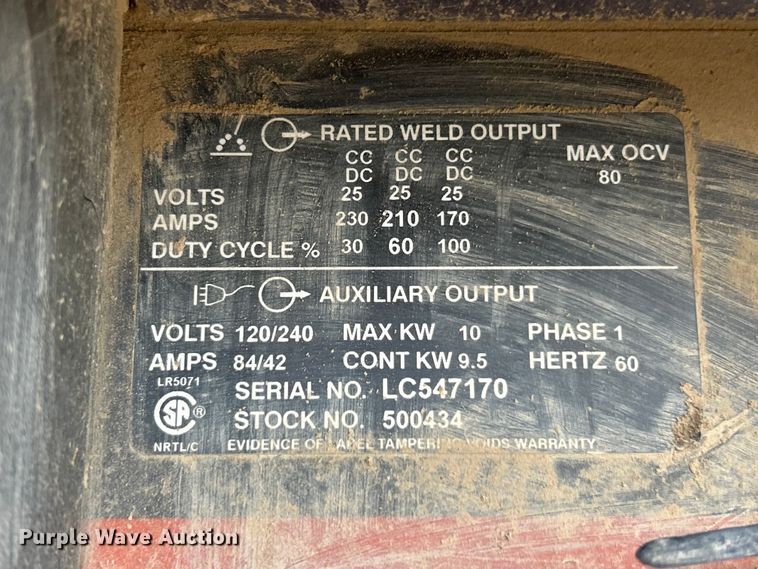 RATED WELD OUTPUT
CC CC CC MAX OCV
DC DC DC 80
VOLTS 25 25 25
AMPS 230 210 170
DUTY CYCLE % 30 60 100
AUXILIARY OUTPUT
VOLTS 120/240 MAX KW 10 PHASE 1
AMPS 84/42 CONT KW 9.5 HERTZ 60
LR5071
SERIAL NO. LC547170
SA ®
STOCK NO. 500434
NRTL/C EVIDENCE OF LABEL TAMPERING VOIDS WARRANTY
Purple Wave Auction